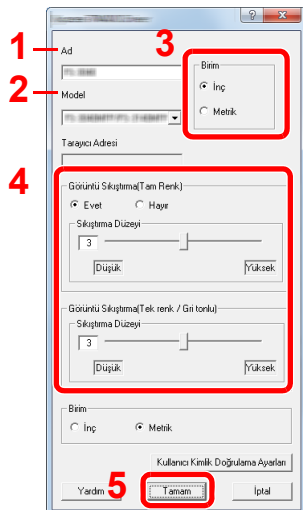 1
Ad
2
Model
Tarayıcı Adresi
3
Birim
İnç
Metrik
4
Görüntü Sıkıştırma(Tam Renk)
Evet Hayır
Sıkıştırma Düzeyi
3
Düşük Yüksek
Görüntü Sıkıştırma(Tek renk / Gri tonlu)
Sıkıştırma Düzeyi
3
Düşük Yüksek
Birim
İnç Metrik
Kullanıcı Kimlik Doğrulama Ayarları
Yardım 5 Tamam İptal